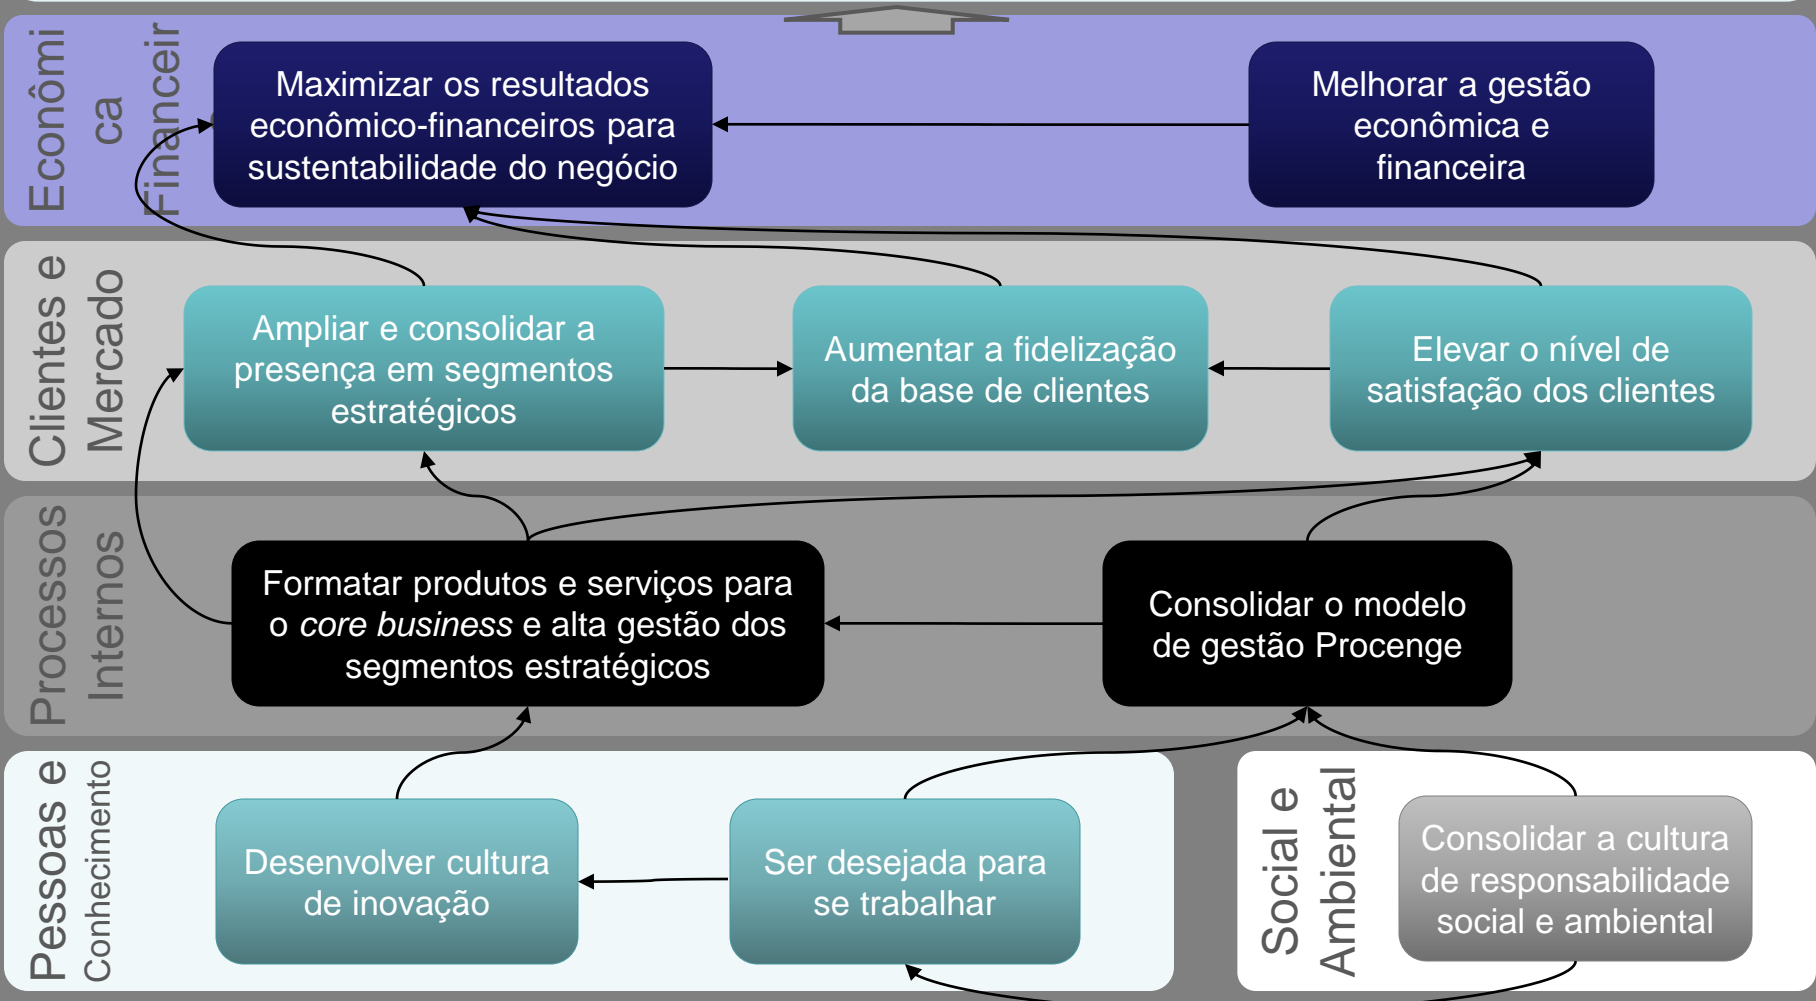 Econômi
ca
Financeir
Maximizar os resultados
econômico-financeiros para
sustentabilidade do negócio
Melhorar a gestão
econômica e
financeira
Clientes e
Mercado
Ampliar e consolidar a
presença em segmentos
estratégicos
Aumentar a fidelização
da base de clientes
Elevar o nível de
satisfação dos clientes
Processos
Internos
Formatar produtos e serviços para
o core business e alta gestão dos
segmentos estratégicos
Consolidar o modelo
de gestão Procenge
Pessoas e
Conhecimento
Desenvolver cultura
de inovação
Ser desejada para
se trabalhar
Social e
Ambiental
Consolidar a cultura
de responsabilidade
social e ambiental